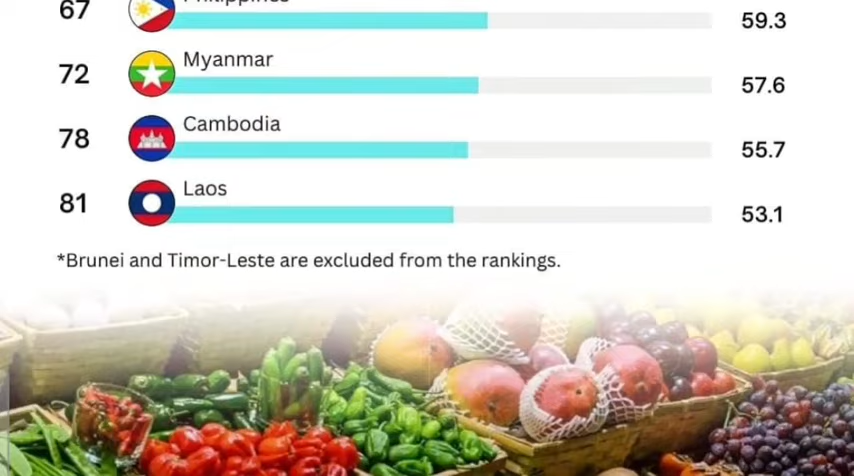 67 Philippines 59.3
72 Myanmar 57.6
78 Cambodia 55.7
81 Laos 53.1
*Brunei and Timor-Leste are excluded from the rankings.